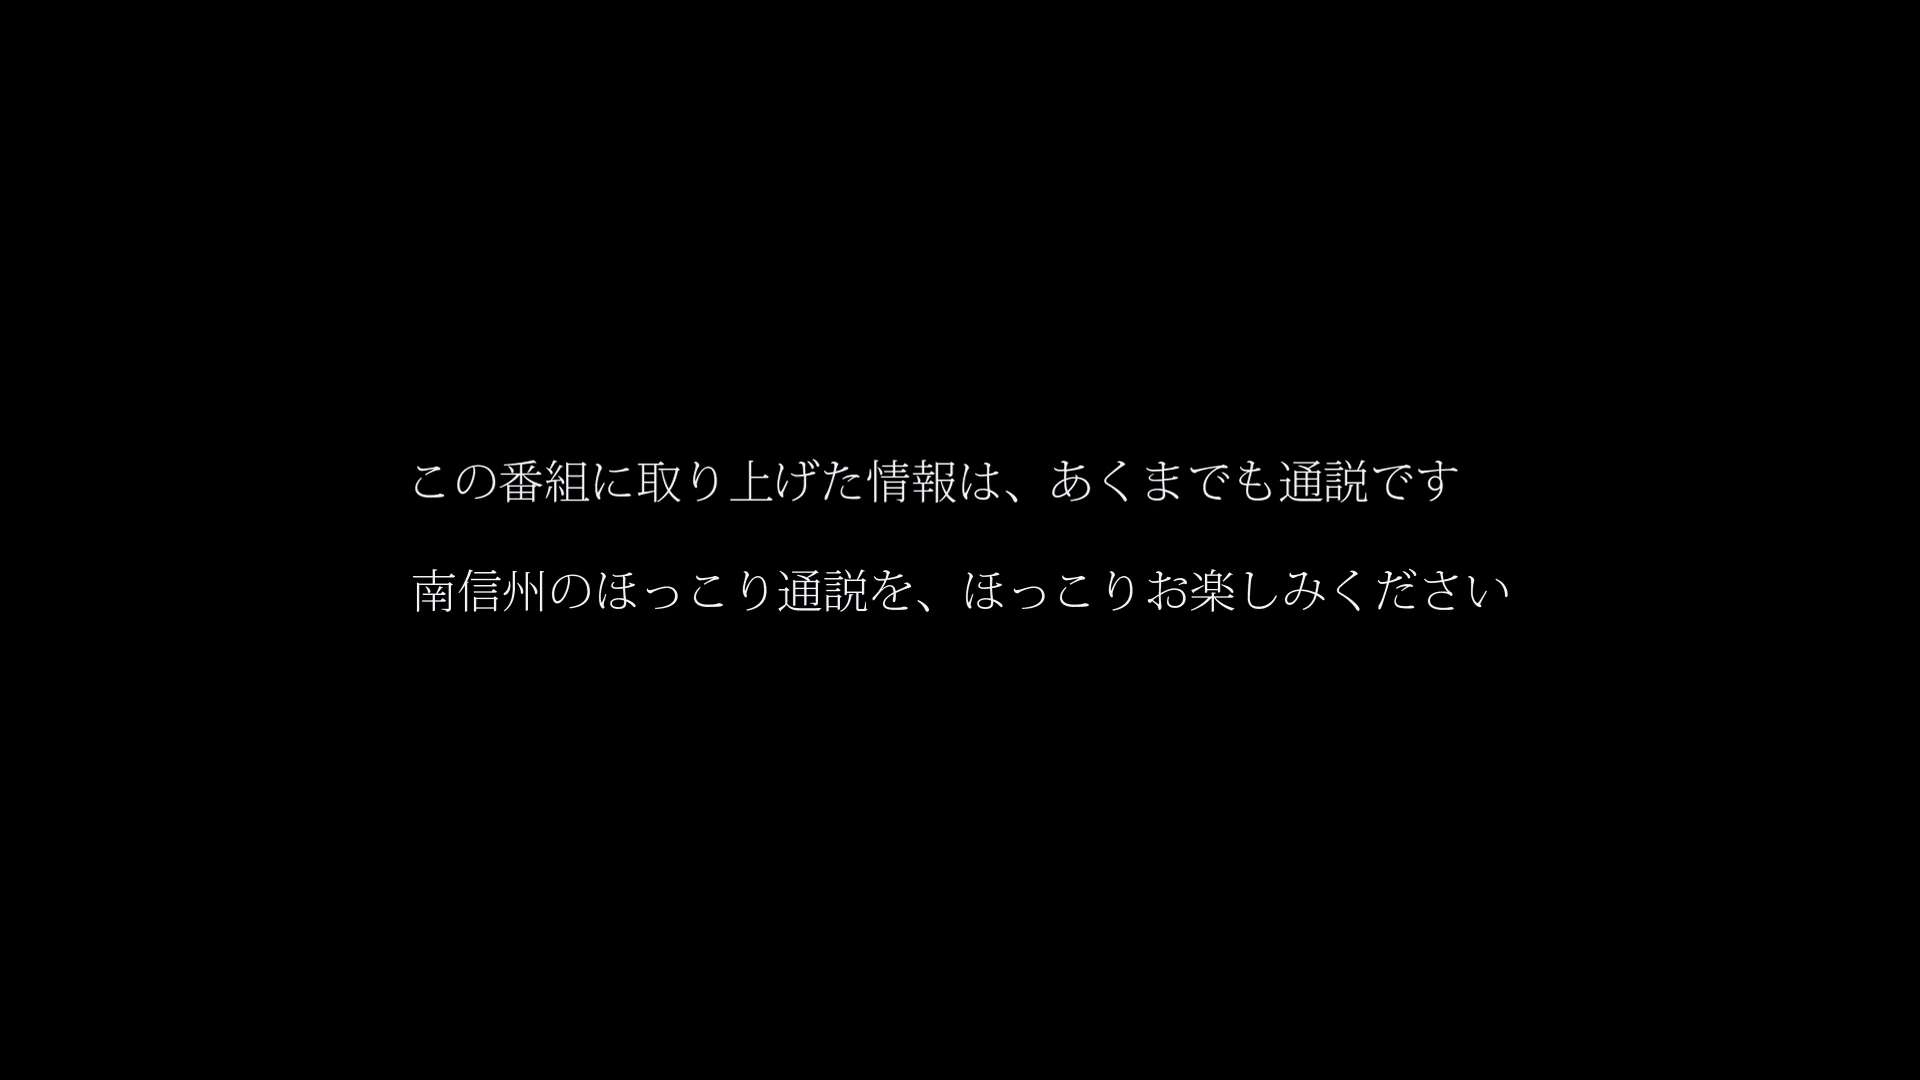 この番組に取り上げた情報は、あくまでも通説です
南信州のほっこり通説を、ほっこりお楽しみください